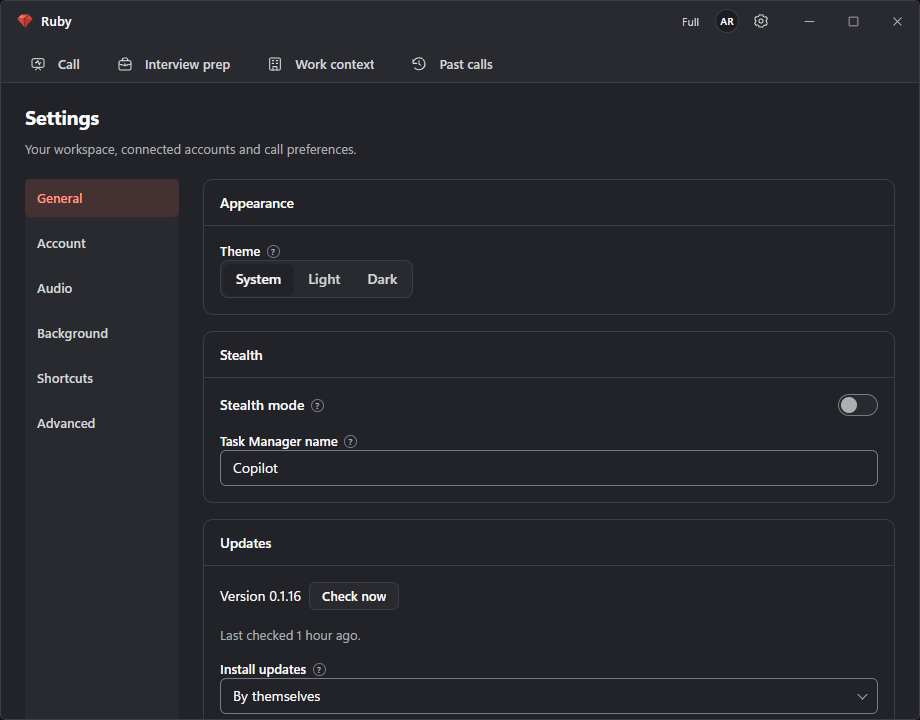 Ruby
Full
AR
Call
Interview prep
Work context
Past calls
Settings
Your workspace, connected accounts and call preferences.
General
Account
Audio
Background
Shortcuts
Advanced
Appearance
Theme ?
System Light Dark
Stealth
Stealth mode ?
Task Manager name ?
Copilot
Updates
Version 0.1.16 Check now
Last checked 1 hour ago.
Install updates ?
By themselves